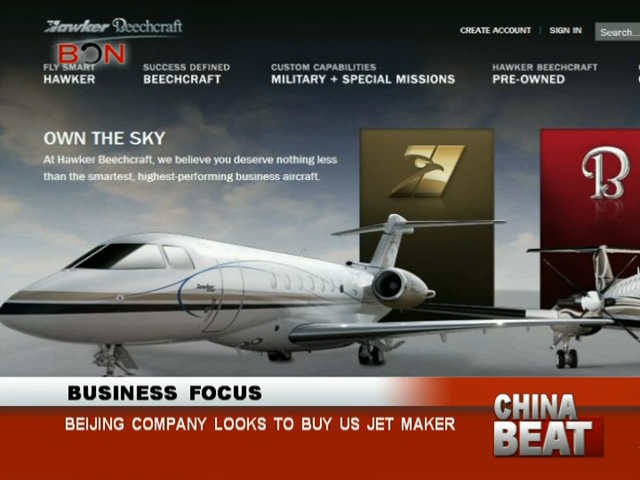 Hawker Beechcraft
CREATE ACCOUNT | SIGN IN
Search...
BON
FLY SMART
HAWKER
SUCCESS DEFINED
BEECHCRAFT
CUSTOM CAPABILITIES
MILITARY + SPECIAL MISSIONS
HAWKER BEECHCRAFT
PRE-OWNED
OWN THE SKY
At Hawker Beechcraft, we believe you deserve nothing less
than the smartest, highest-performing business aircraft.
B
Hawker
BUSINESS FOCUS
BEIJING COMPANY LOOKS TO BUY US JET MAKER
CHINA
BEAT